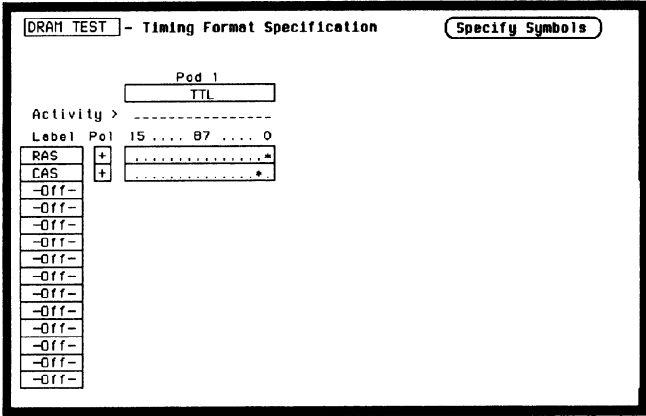 DRAM TEST - Timing Format Specification Specify Symbols
Pod 1
TTL
Activity > ----------------
Label Pol 15 .... 87 .... 0
RAS + ...............*
CAS + ..............*.
-Off-
-Off-
-Off-
-Off-
-Off-
-Off-
-Off-
-Off-
-Off-
-Off-
-Off-
-Off-